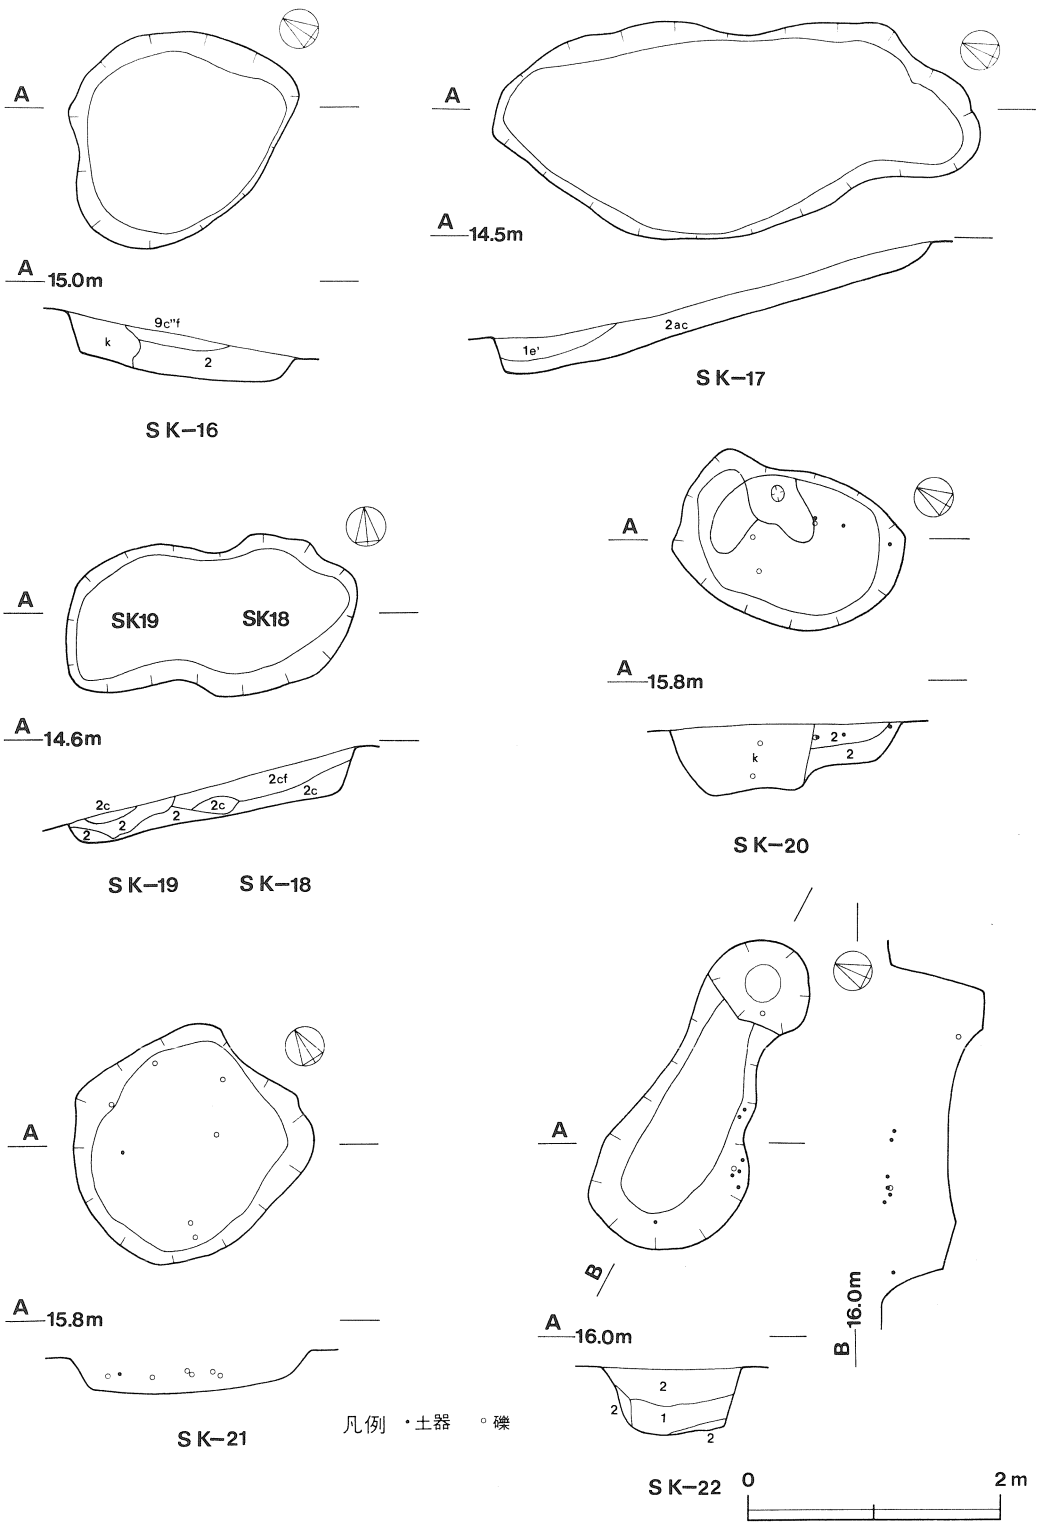 A
A
A 14.5m
A 15.0m
9c"f
k
2
1e'
2ac
SK-17
SK-16
A
A
SK19 SK18
A 15.8m
A 14.6m
2cf
2c
2c
2c
2
2
2
k
2
2
SK-20
SK-19 SK-18
A
A
B
B 16.0m
A 15.8m
A 16.0m
2
2
1
2
凡例 ・土器 ○礫
SK-21
SK-22
0 2m